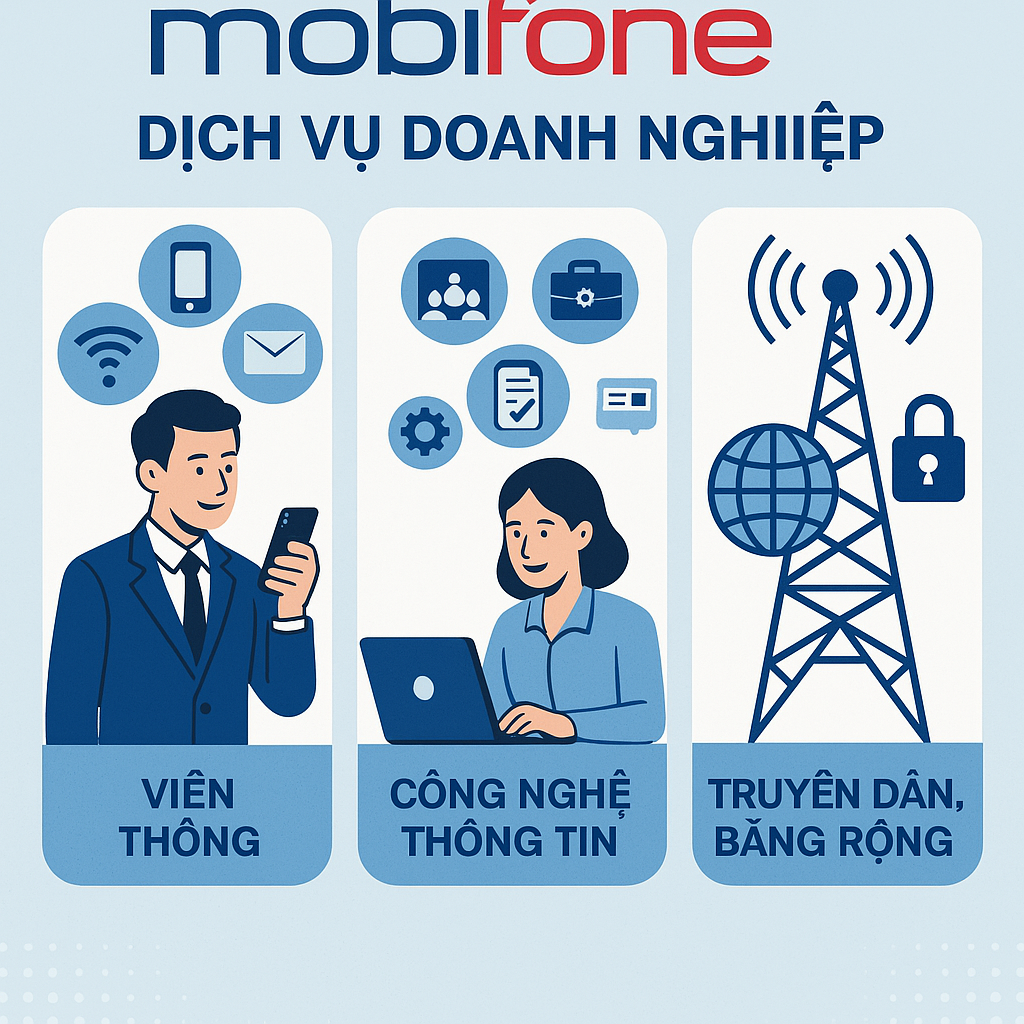 mobifone
DỊCH VỤ DOANH NGHIIỆP
VIÊN
THÔNG
CÔNG NGHỆ
THÔNG TIN
TRUYÊN DÂN,
BĂNG RỘNG